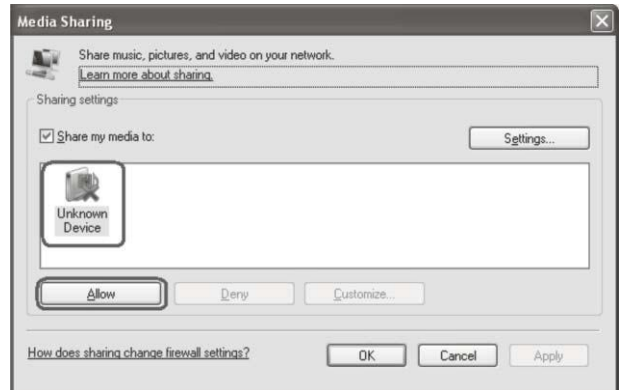 Media Sharing
Share music, pictures, and video on your network.
Learn more about sharing.
Sharing settings
Share my media to:
Settings...
Unknown
Device
Allow
Deny
Customize...
How does sharing change firewall settings?
OK
Cancel
Apply